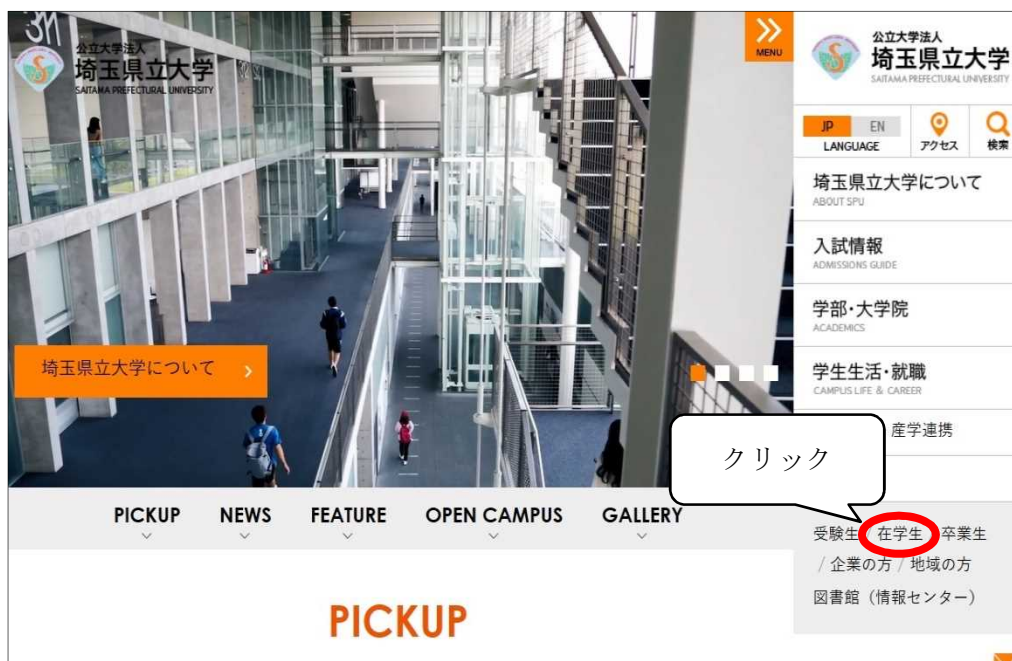 公立大学法人
埼玉県立大学
SAITAMA PREFECTURAL UNIVERSITY
MENU
公立大学法人
埼玉県立大学
SAITAMA PREFECTURAL UNIVERSITY
JP EN
LANGUAGE
アクセス
検索
埼玉県立大学について
ABOUT SPU
入試情報
ADMISSIONS GUIDE
学部・大学院
ACADEMICS
学生生活・就職
CAMPUS LIFE & CAREER
産学連携
埼玉県立大学について
クリック
受験生 / 在学生 卒業生
/ 企業の方 / 地域の方
図書館（情報センター）
PICKUP NEWS FEATURE OPEN CAMPUS GALLERY
PICKUP